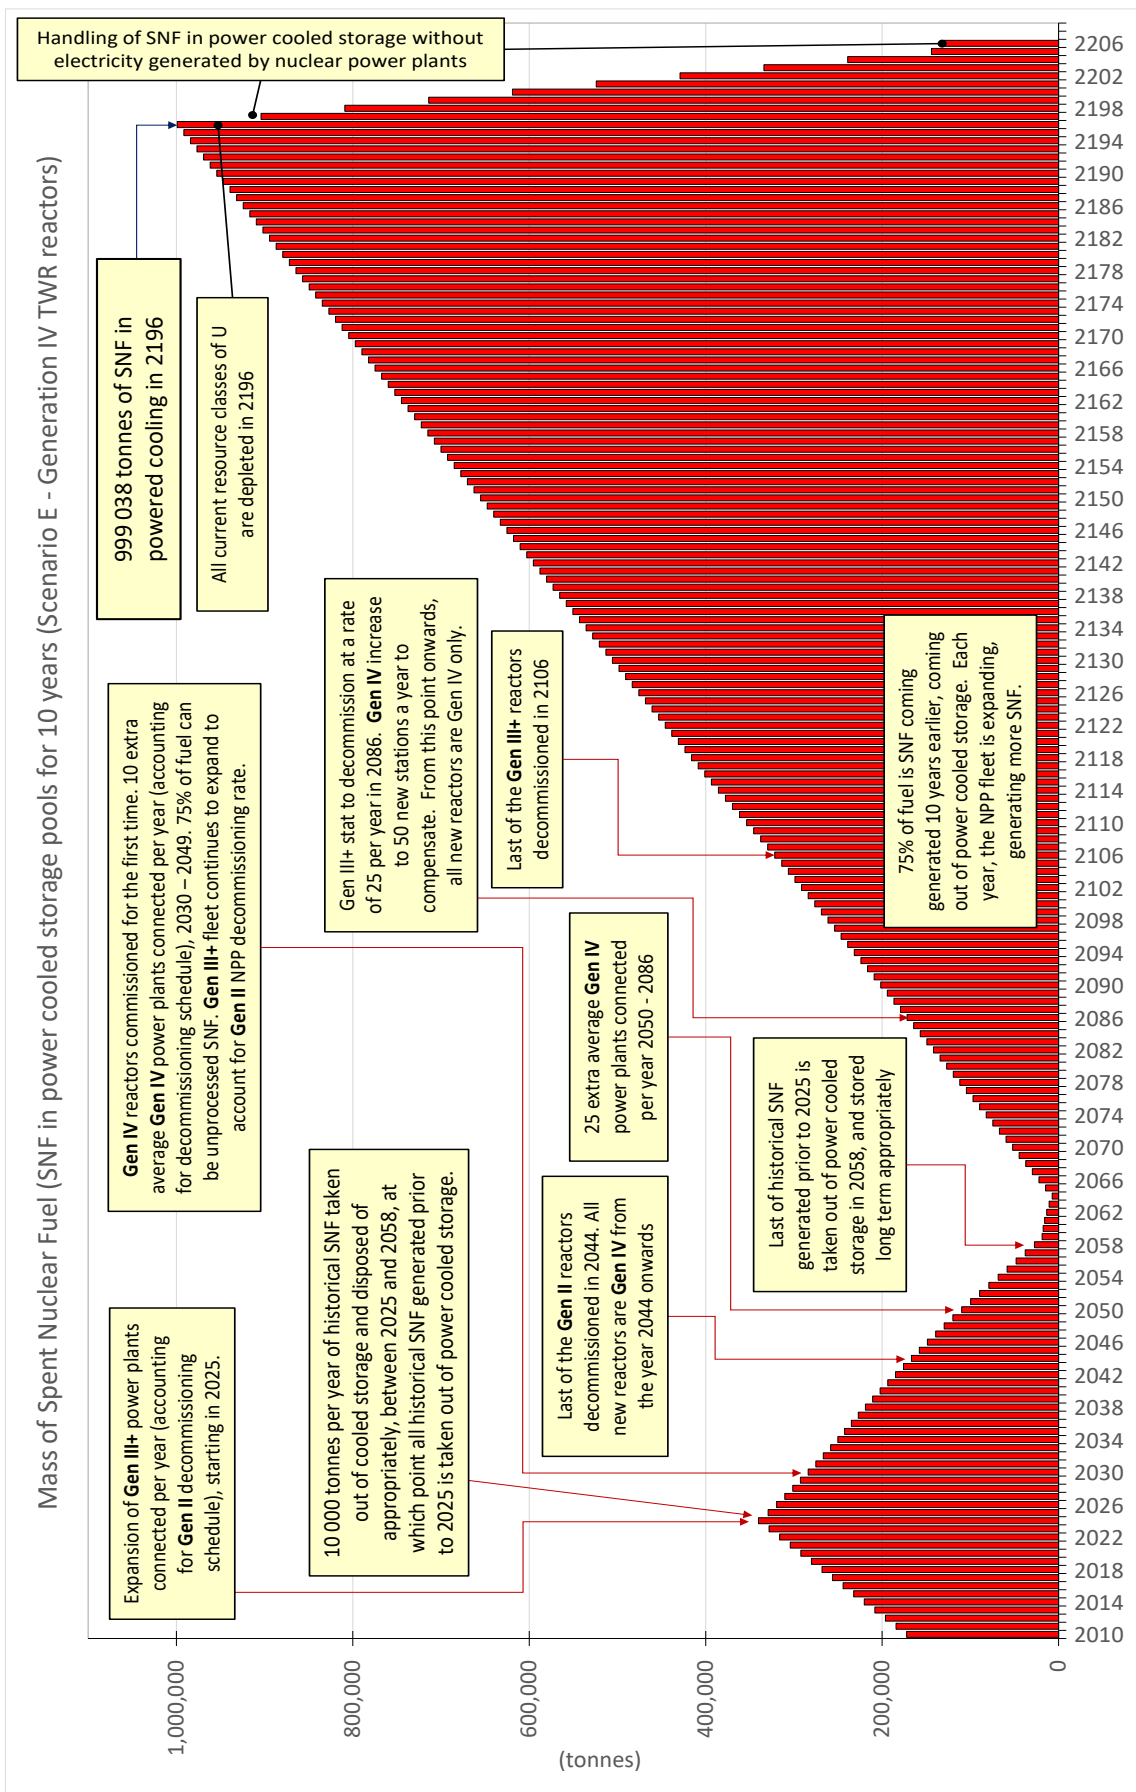 Mass of Spent Nuclear Fuel (SNF in power cooled storage pools for 10 years (Scenario E - Generation IV TWR reactors)
Handling of SNF in power cooled storage without
electricity generated by nuclear power plants
999 038 tonnes of SNF in
powered cooling in 2196
All current resource classes of U
are depleted in 2196
Gen IV reactors commissioned for the first time. 10 extra
average Gen IV power plants connected per year (accounting
for decommissioning schedule), 2030 – 2049. 75% of fuel can
be unprocessed SNF. Gen III+ fleet continues to expand to
account for Gen II NPP decommissioning rate.
Gen III+ stat to decommission at a rate
of 25 per year in 2086. Gen IV increase
to 50 new stations a year to
compensate. From this point onwards,
all new reactors are Gen IV only.
Last of the Gen III+ reactors
decommissioned in 2106
75% of fuel is SNF coming
generated 10 years earlier, coming
out of power cooled storage. Each
year, the NPP fleet is expanding,
generating more SNF.
25 extra average Gen IV
power plants connected
per year 2050 - 2086
Last of historical SNF
generated prior to 2025 is
taken out of power cooled
storage in 2058, and stored
long term appropriately
Last of the Gen II reactors
decommissioned in 2044. All
new reactors are Gen IV from
the year 2044 onwards
10 000 tonnes per year of historical SNF taken
out of cooled storage and disposed of
appropriately, between 2025 and 2058, at
which point all historical SNF generated prior
to 2025 is taken out of power cooled storage.
Expansion of Gen III+ power plants
connected per year (accounting
for Gen II decommissioning
schedule), starting in 2025.
(tonnes)
1,000,000
800,000
600,000
400,000
200,000
0
2010
2014
2018
2022
2026
2030
2034
2038
2042
2046
2050
2054
2058
2062
2066
2070
2074
2078
2082
2086
2090
2094
2098
2102
2106
2110
2114
2118
2122
2126
2130
2134
2138
2142
2146
2150
2154
2158
2162
2166
2170
2174
2178
2182
2186
2190
2194
2198
2202
2206